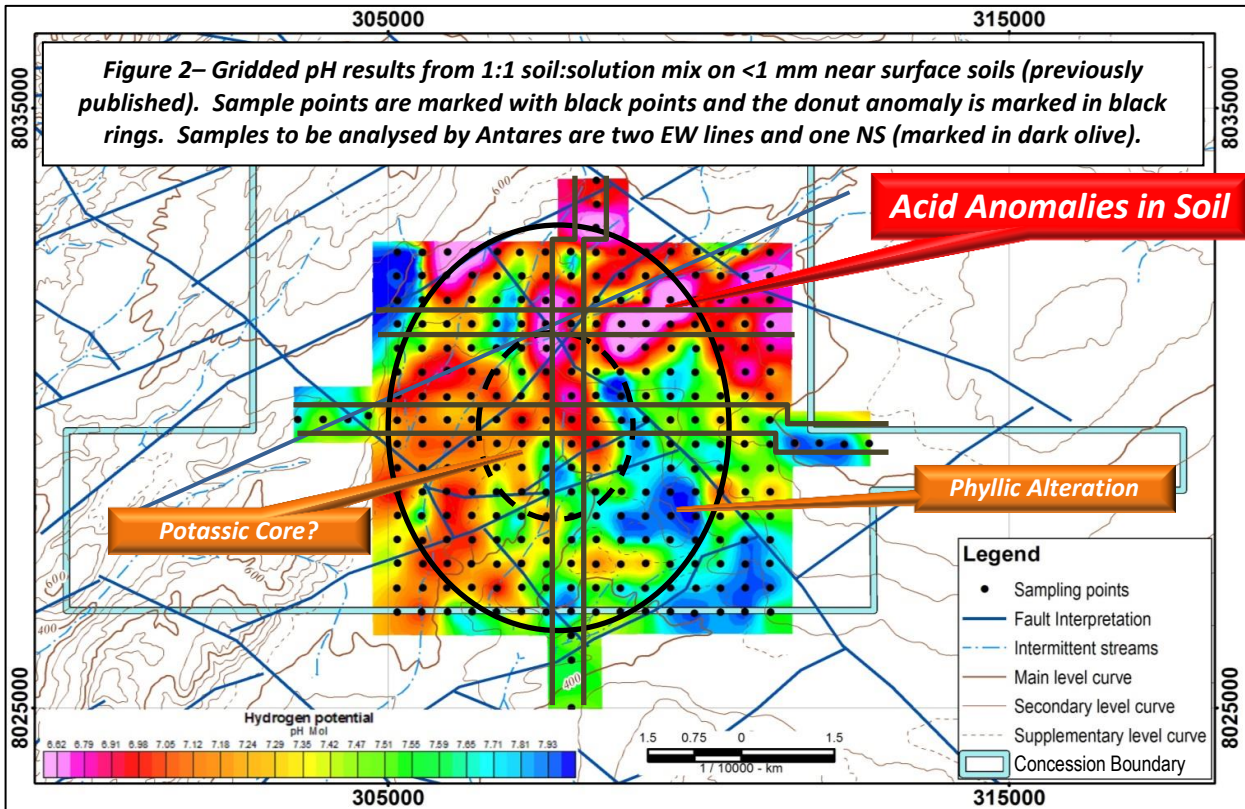 305000
315000
8035000
8035000
Figure 2– Gridded pH results from 1:1 soil:solution mix on <1 mm near surface soils (previously
published). Sample points are marked with black points and the donut anomaly is marked in black
rings. Samples to be analysed by Antares are two EW lines and one NS (marked in dark olive).
600
Acid Anomalies in Soil
Phyllic Alteration
Potassic Core?
600
600
400
400
Legend
Sampling points
Fault Interpretation
Intermittent streams
Main level curve
Secondary level curve
Supplementary level curve
Concession Boundary
8025000
8025000
Hydrogen potential
pH Mol
6.62 6.79 6.91 6.98 7.05 7.12 7.18 7.24 7.29 7.35 7.42 7.47 7.51 7.55 7.59 7.65 7.71 7.81 7.93
1.5 0.75 0 1.5
1 / 10000 - km
305000
315000